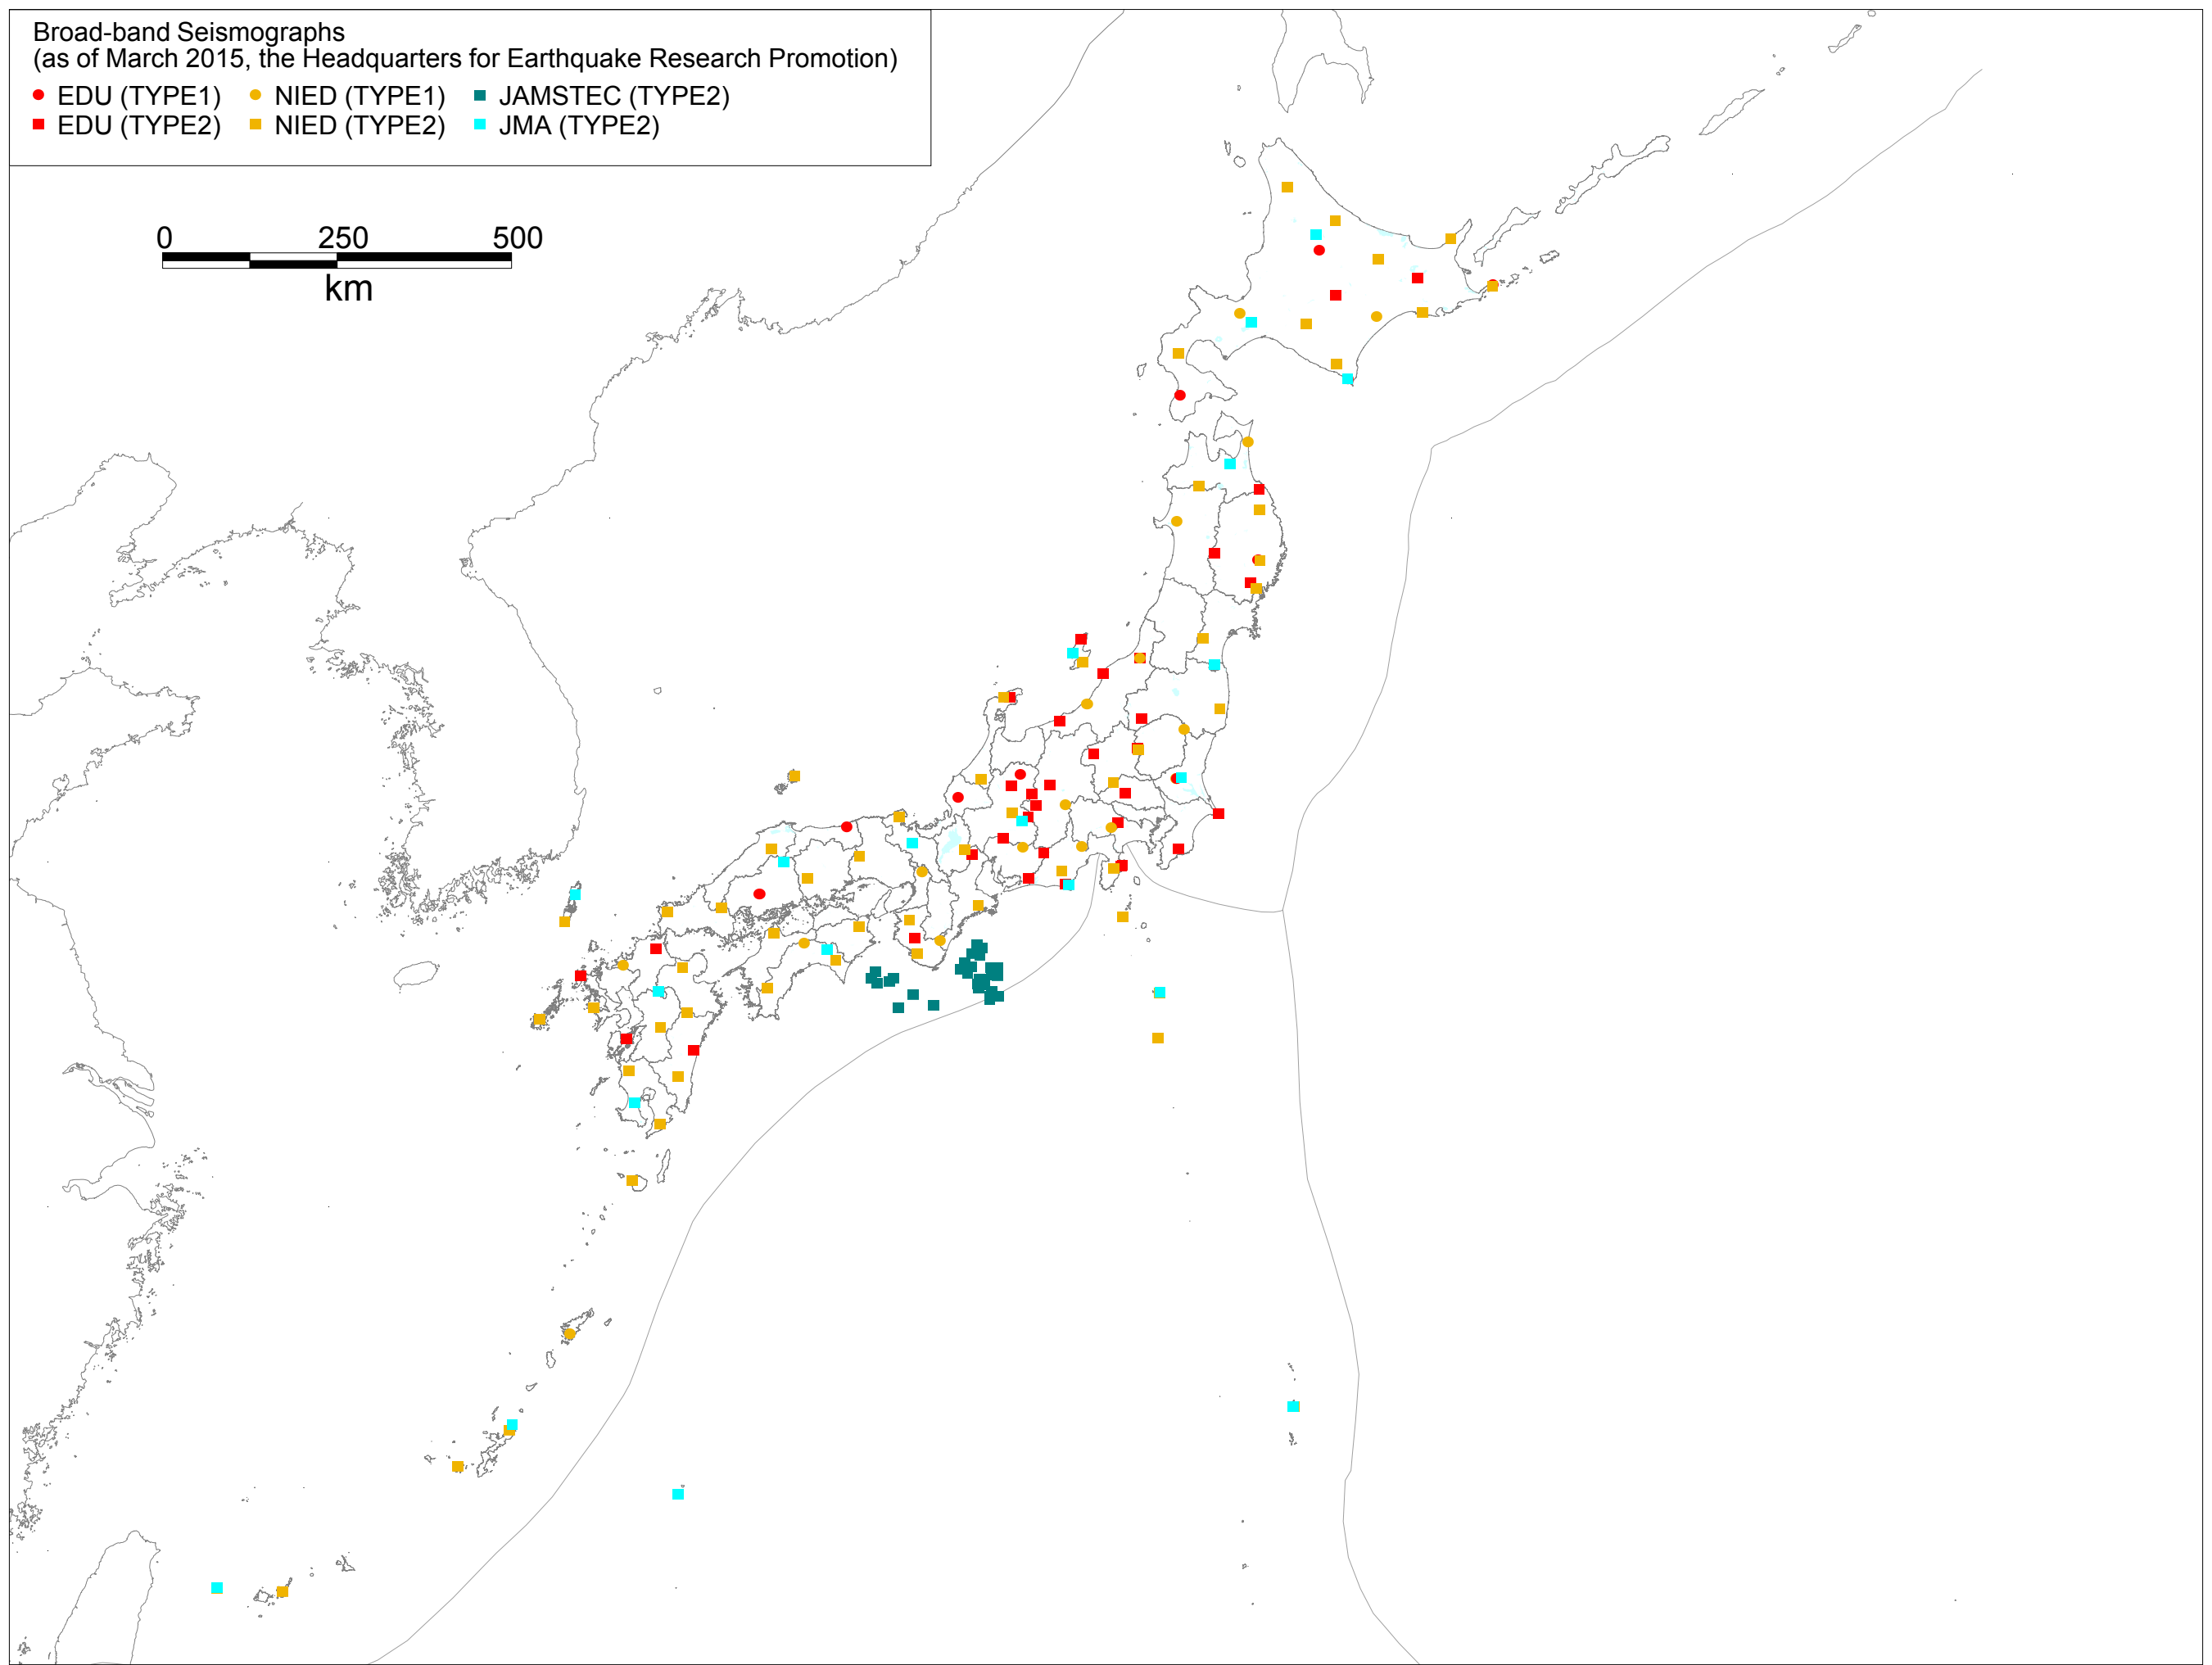 Broad-band Seismographs
(as of March 2015, the Headquarters for Earthquake Research Promotion)
EDU (TYPE1) NIED (TYPE1) JAMSTEC (TYPE2)
EDU (TYPE2) NIED (TYPE2) JMA (TYPE2)
0 250 500
km